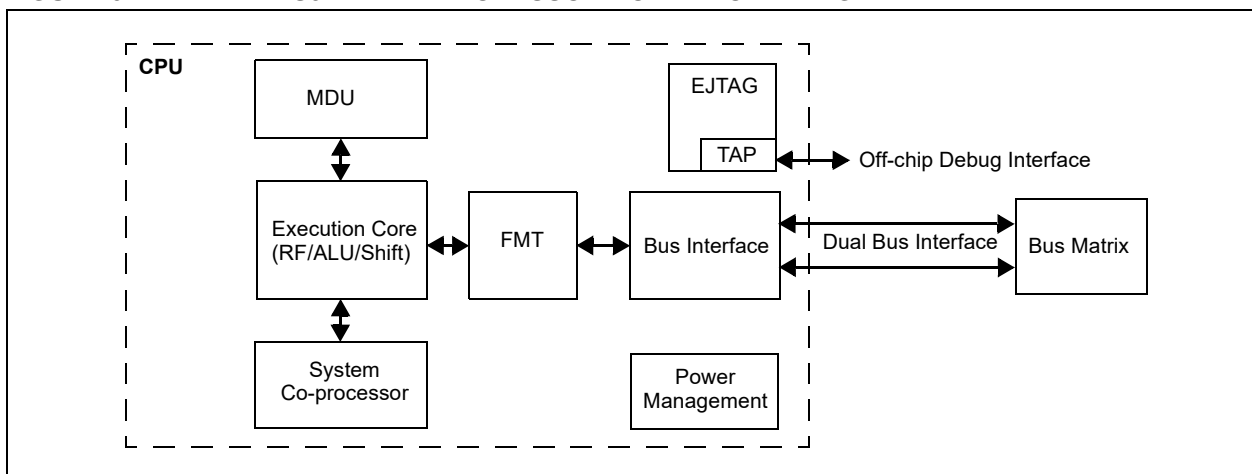 CPU
MDU
EJTAG
TAP
Off-chip Debug Interface
Execution Core
(RF/ALU/Shift)
FMT
Bus Interface
Dual Bus Interface
Bus Matrix
System
Co-processor
Power
Management